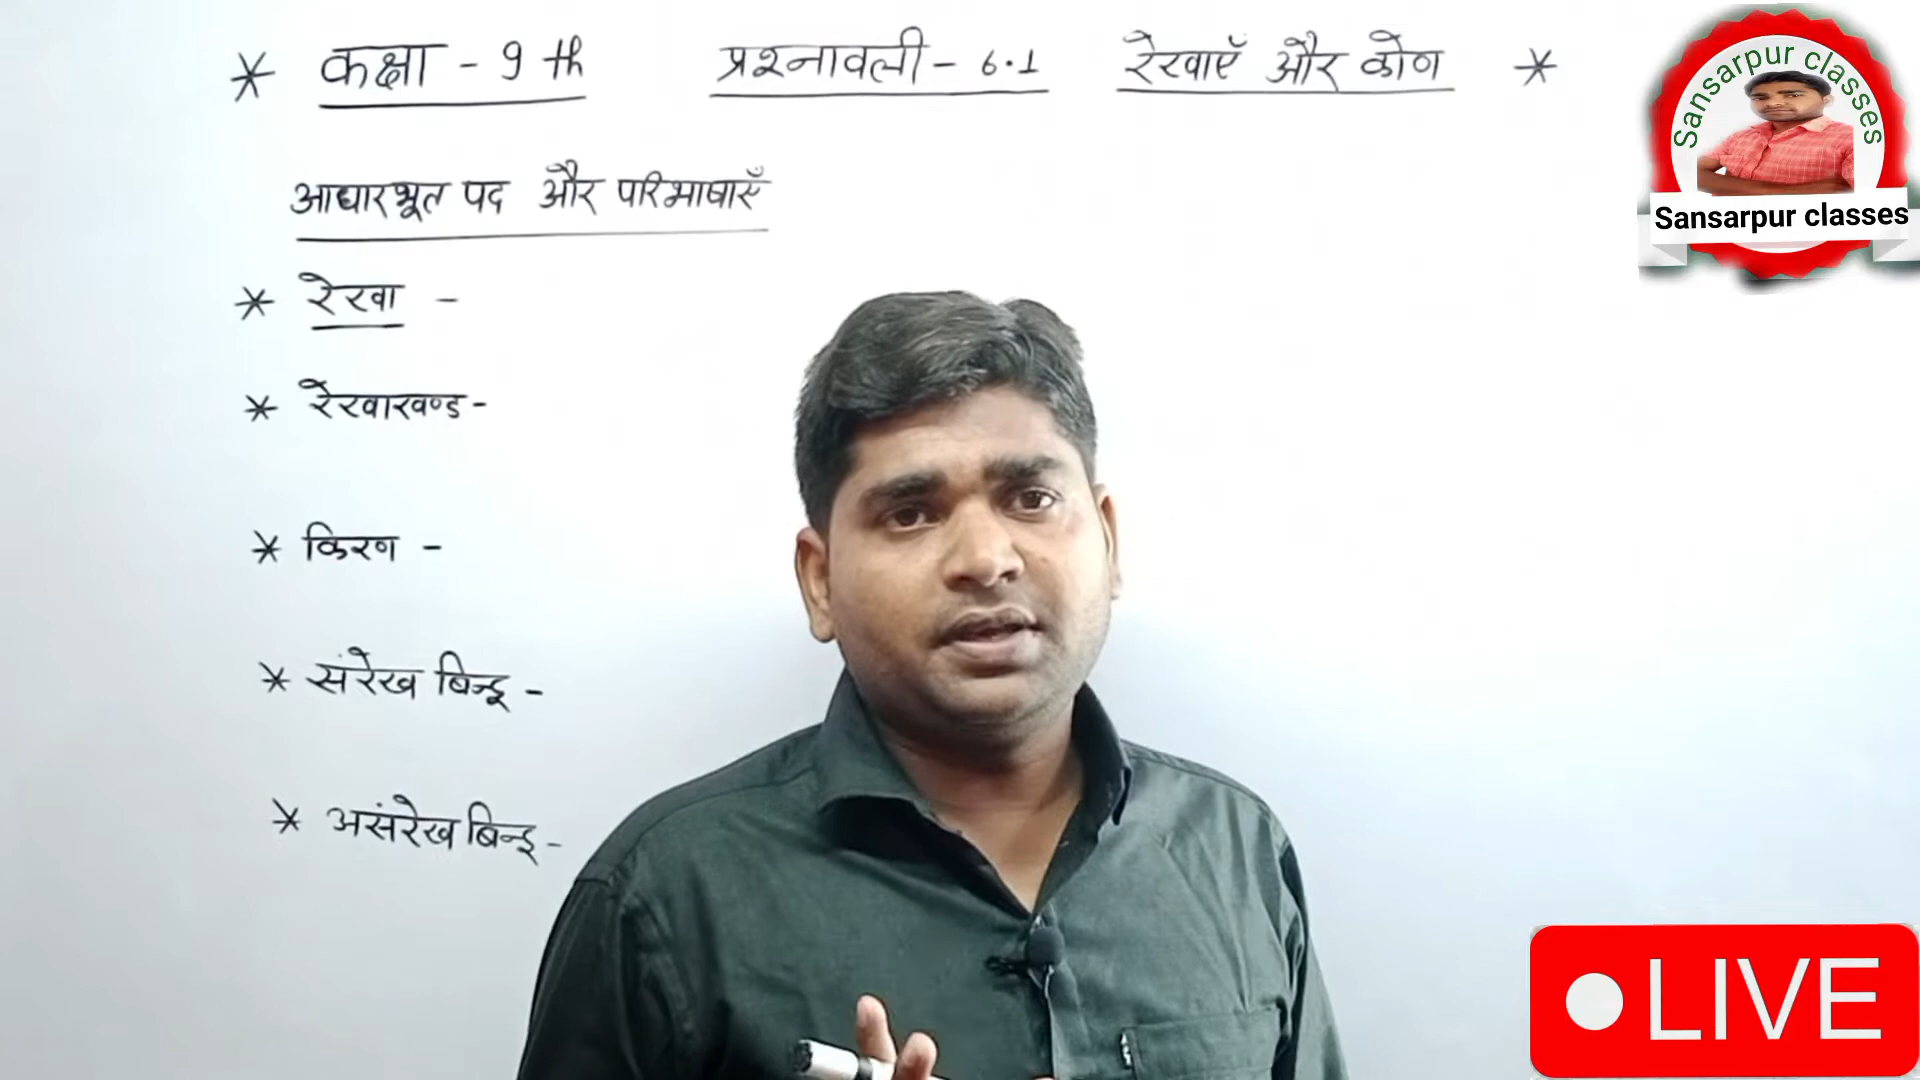 * कक्षा - 9 th प्रश्नावली - 6.1 रेखाएँ और कोण *
आधारभूत पद और परिभाषाएँ
* रेखा -
* रेखाखण्ड -
* किरण -
* संरेख बिन्दु -
* असंरेख बिन्दु -
Sansarpur classes
Sansarpur classes
LIVE